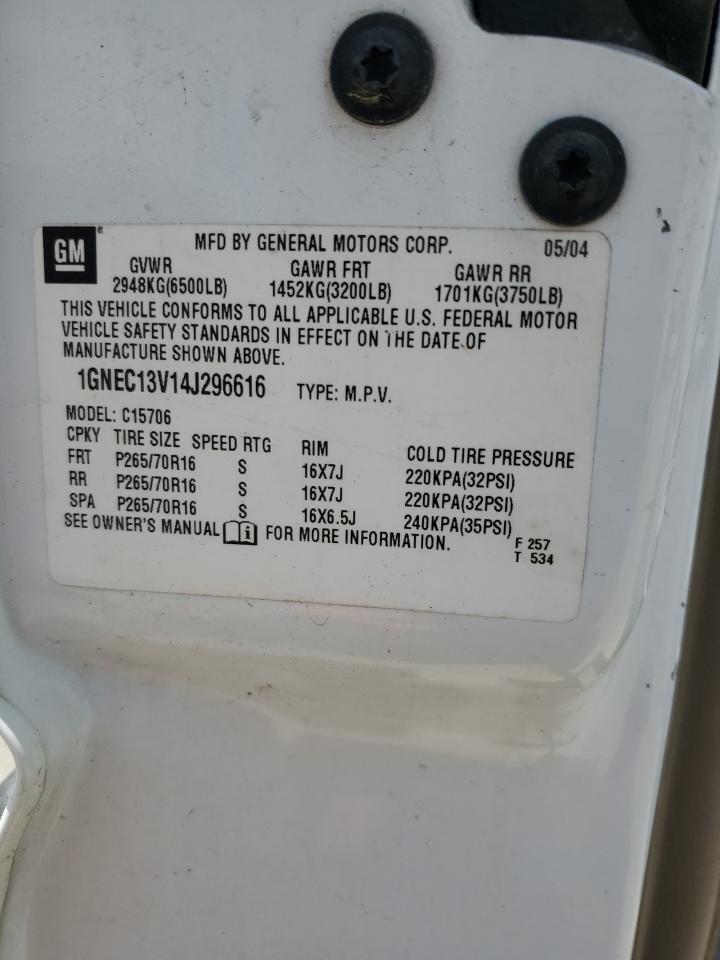 GM®
MFD BY GENERAL MOTORS CORP. 05/04
GVWR GAWR FRT GAWR RR
2948KG(6500LB) 1452KG(3200LB) 1701KG(3750LB)
THIS VEHICLE CONFORMS TO ALL APPLICABLE U.S. FEDERAL MOTOR
VEHICLE SAFETY STANDARDS IN EFFECT ON THE DATE OF
MANUFACTURE SHOWN ABOVE.
1GNEC13V14J296616 TYPE: M.P.V.
MODEL: C15706
CPKY TIRE SIZE SPEED RTG RIM COLD TIRE PRESSURE
FRT P265/70R16 S 16X7J 220KPA(32PSI)
RR P265/70R16 S 16X7J 220KPA(32PSI)
SPA P265/70R16 S 16X6.5J 240KPA(35PSI)
SEE OWNER'S MANUAL i FOR MORE INFORMATION. F 257
T 534